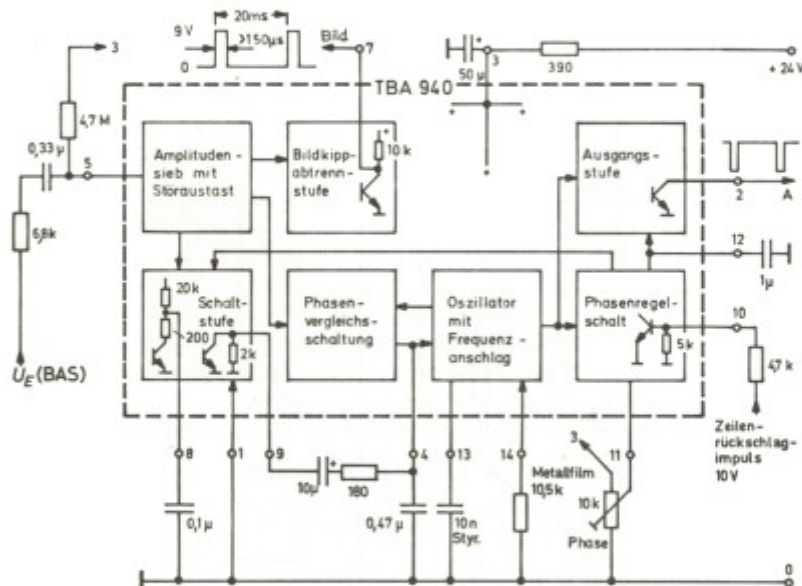 20ms
9V
>150µs
0
Bild
7
3
50µ
3
390
+24V
TBA 940
4,7M
0,33µ
5
6,8k
U_E (BAS)
Amplituden-
sieb mit
Störaustast
Bildkipp
abtrenn-
stufe
+
10k
Ausgangs-
stufe
2
A
12
1µ
20k
200
Schalt-
stufe
2k
Phasen-
vergleichs-
schaltung
Oszillator
mit
Frequenz-
anschlag
Phasenregel-
schalt
5k
10
4,7k
Zeilen-
rückschlag-
impuls
10V
8
1
9
4
13
14
11
3
10µ
+
180
0,1µ
0,47µ
10n
Styr.
Metallfilm
10,5k
10k
Phase
0